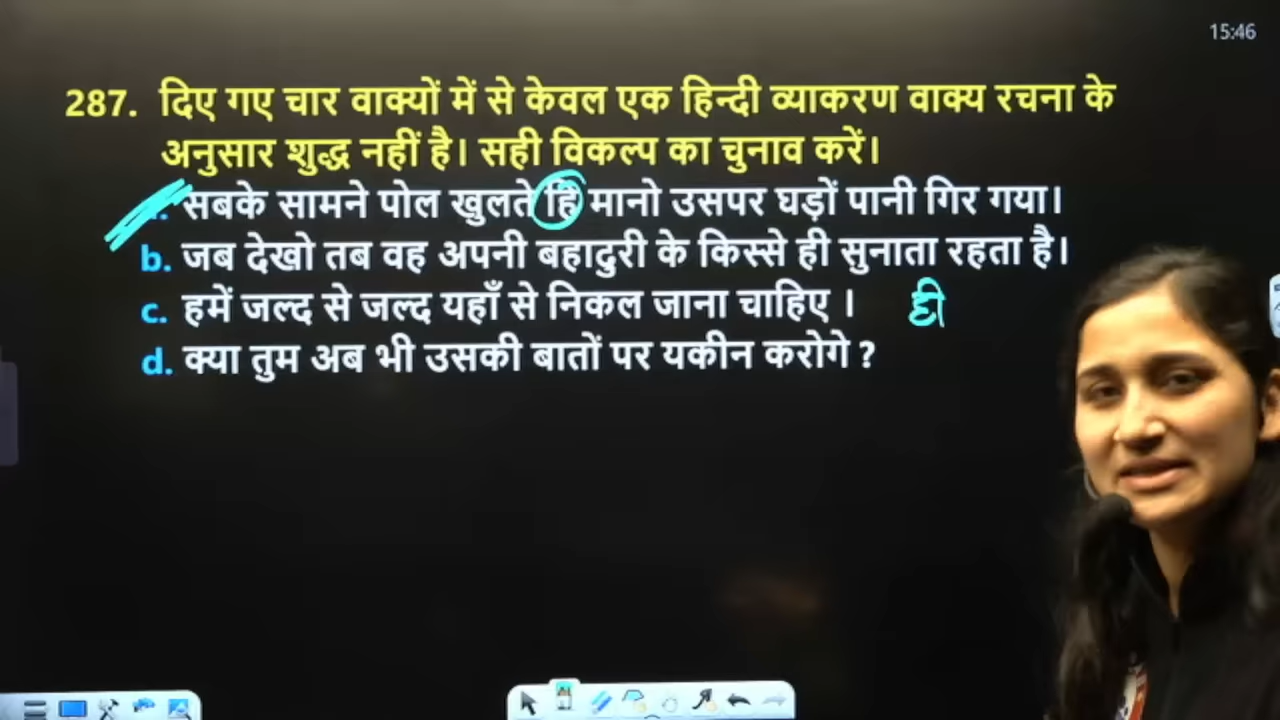 15:46
287. दिए गए चार वाक्यों में से केवल एक हिन्दी व्याकरण वाक्य रचना के
अनुसार शुद्ध नहीं है। सही विकल्प का चुनाव करें।
सबके सामने पोल खुलते हि मानो उसपर घड़ों पानी गिर गया।
b. जब देखो तब वह अपनी बहादुरी के किस्से ही सुनाता रहता है।
c. हमें जल्द से जल्द यहाँ से निकल जाना चाहिए । ही
d. क्या तुम अब भी उसकी बातों पर यकीन करोगे ?